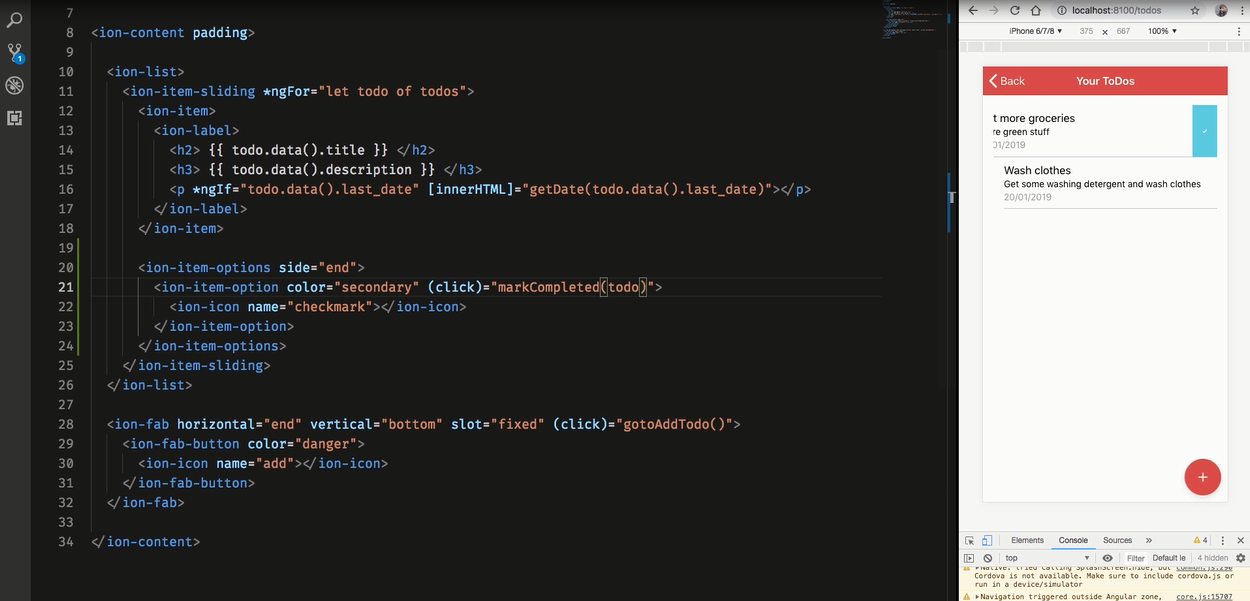 7
8 <ion-content padding>
9
10 <ion-list>
11 <ion-item-sliding *ngFor="let todo of todos">
12 <ion-item>
13 <ion-label>
14 <h2> {{ todo.data().title }} </h2>
15 <h3> {{ todo.data().description }} </h3>
16 <p *ngIf="todo.data().last_date" [innerHTML]="getDate(todo.data().last_date)"></p>
17 </ion-label>
18 </ion-item>
19
20 <ion-item-options side="end">
21 <ion-item-option color="secondary" (click)="markCompleted(todo)">
22 <ion-icon name="checkmark"></ion-icon>
23 </ion-item-option>
24 </ion-item-options>
25 </ion-item-sliding>
26 </ion-list>
27
28 <ion-fab horizontal="end" vertical="bottom" slot="fixed" (click)="gotoAddTodo()">
29 <ion-fab-button color="danger">
30 <ion-icon name="add"></ion-icon>
31 </ion-fab-button>
32 </ion-fab>
33
34 </ion-content>
1
localhost:8100/todos
iPhone 6/7/8 ▼ 375 x 667 100% ▼
Back Your ToDos
t more groceries
re green stuff
01/2019
Wash clothes
Get some washing detergent and wash clothes
20/01/2019
+
Elements Console Sources » 4
top ▼ Filter Default le 4 hidden
Native: tried calling SplashScreen.hide, but common.js:290
Cordova is not available. Make sure to include cordova.js or
run in a device/simulator
Navigation triggered outside Angular zone, core.js:15707